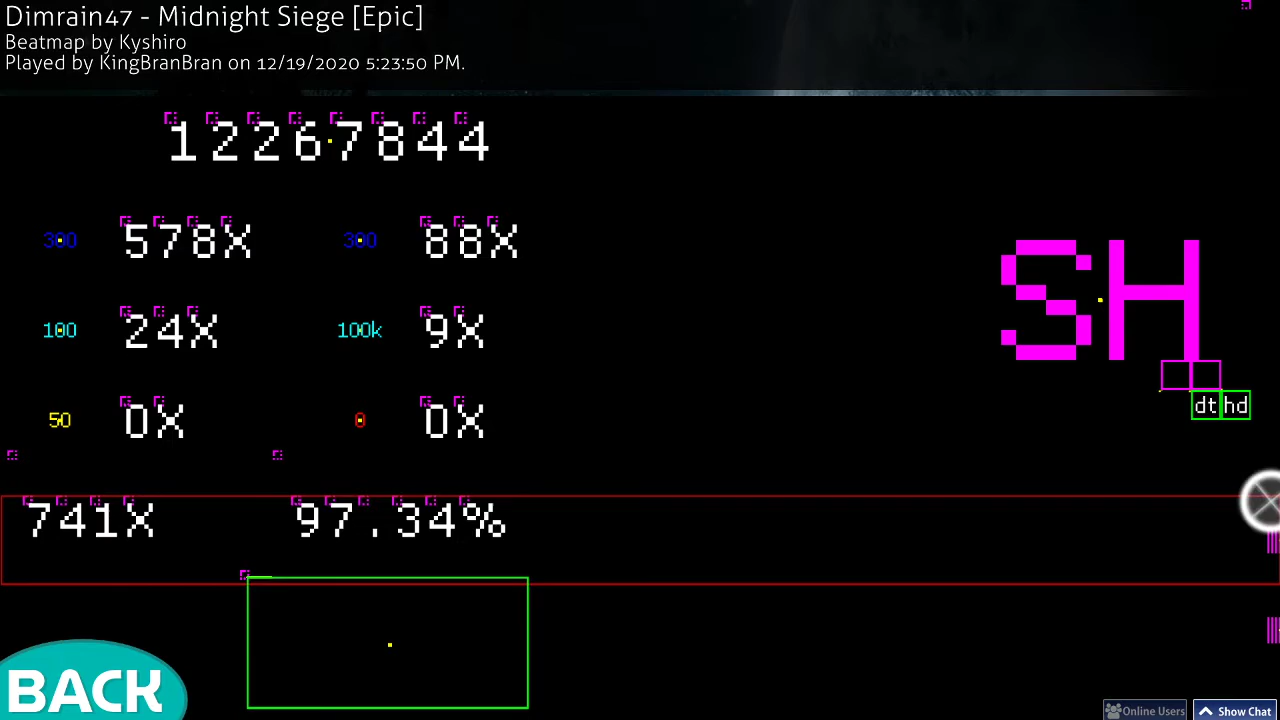 Dimrain47 - Midnight Siege [Epic]
Beatmap by Kyshiro
Played by KingBranBran on 12/19/2020 5:23:50 PM.
12267844
300 578X 300 88X
SH
100 24X 100k 9X
dt hd
50 0X 0 0X
741X 97.34%
BACK
Online Users Show Chat